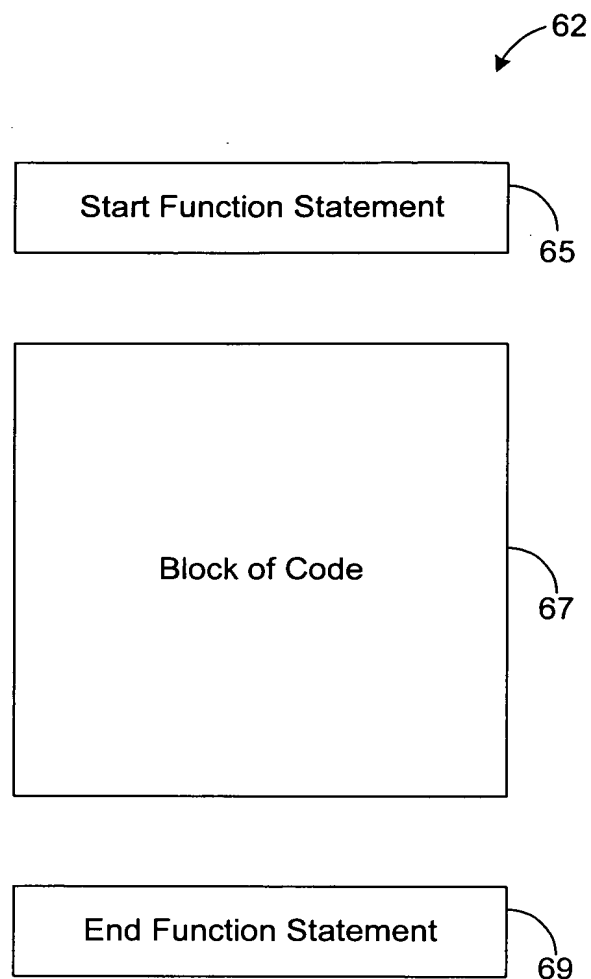 62
Start Function Statement
65
Block of Code
67
End Function Statement
69